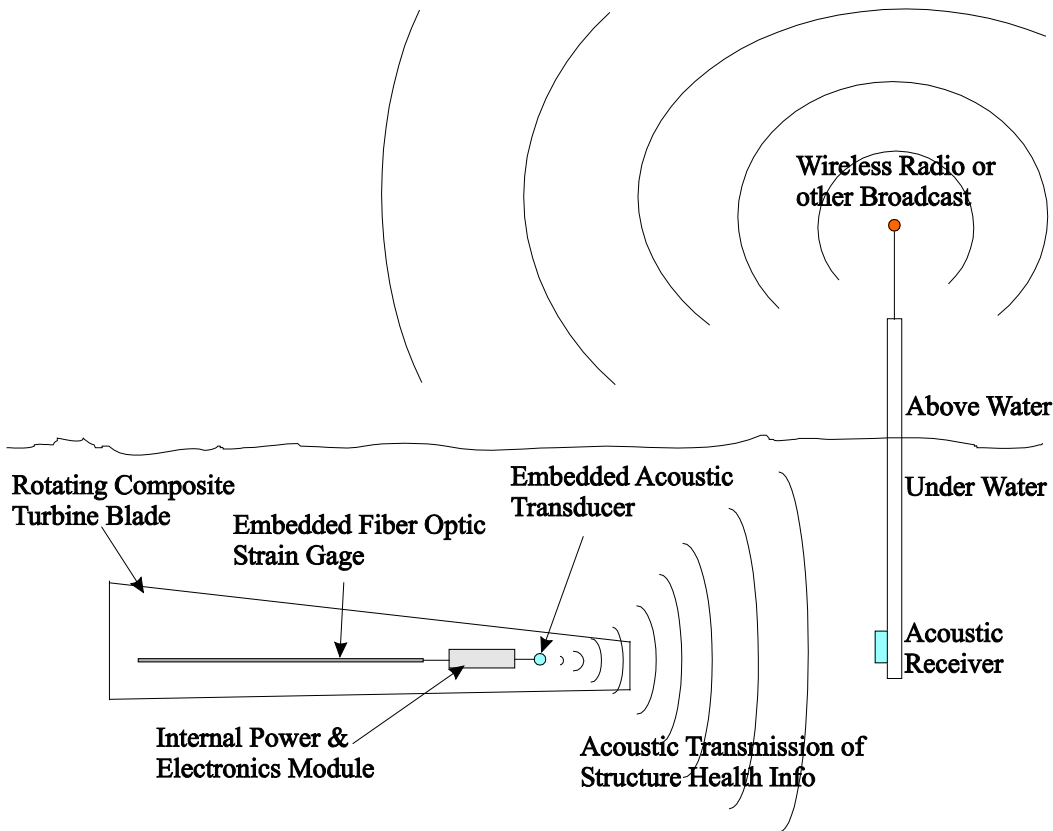 Wireless Radio or
other Broadcast
Above Water
Under Water
Rotating Composite
Turbine Blade
Embedded Fiber Optic
Strain Gage
Embedded Acoustic
Transducer
Acoustic
Receiver
Internal Power &
Electronics Module
Acoustic Transmission of
Structure Health Info